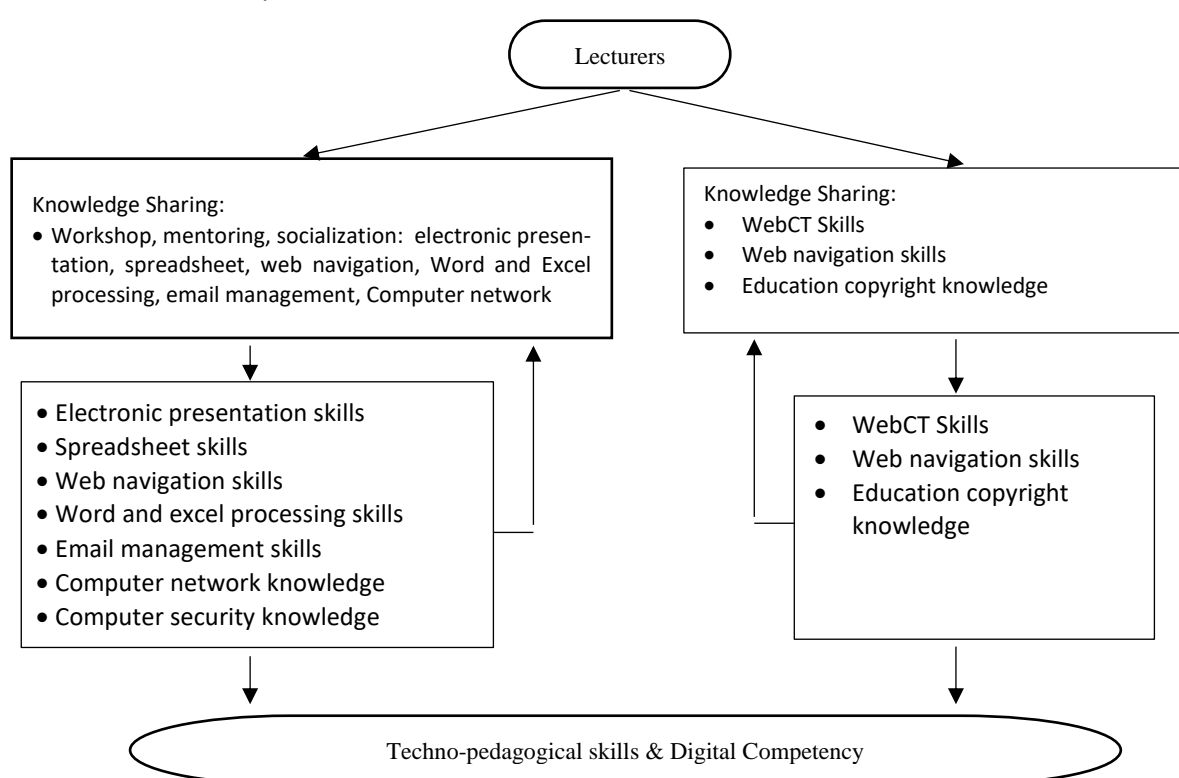 Lecturers
Knowledge Sharing:
• Workshop, mentoring, socialization: electronic presen-
tation, spreadsheet, web navigation, Word and Excel
processing, email management, Computer network
Knowledge Sharing:
• WebCT Skills
• Web navigation skills
• Education copyright knowledge
• Electronic presentation skills
• Spreadsheet skills
• Web navigation skills
• Word and excel processing skills
• Email management skills
• Computer network knowledge
• Computer security knowledge
• WebCT Skills
• Web navigation skills
• Education copyright
knowledge
Techno-pedagogical skills & Digital Competency